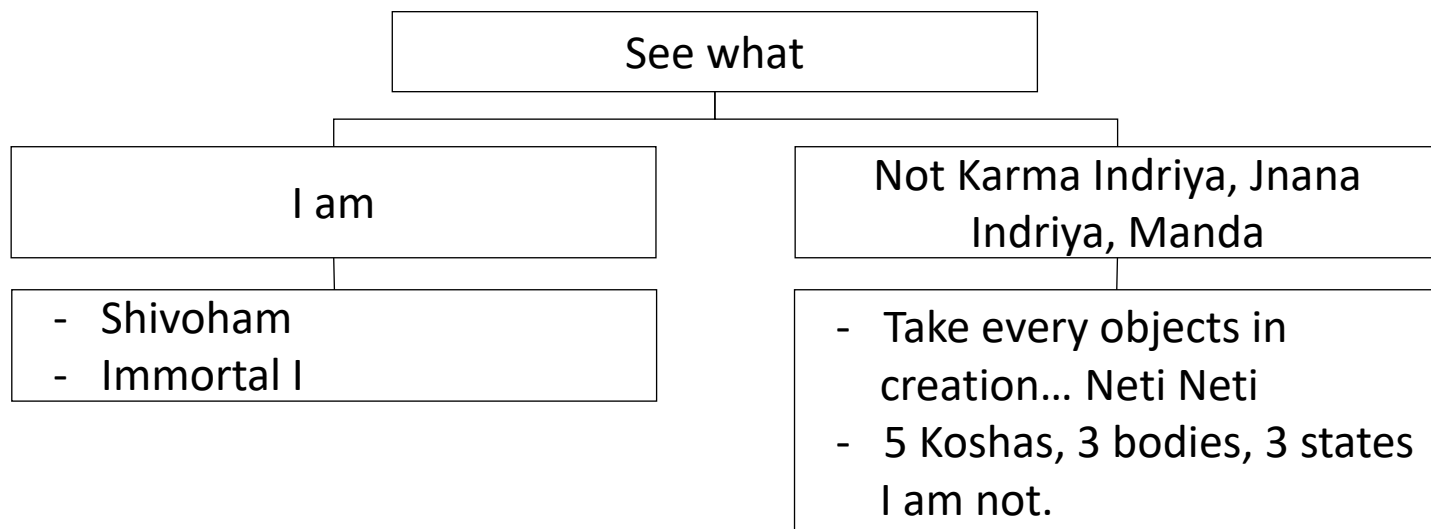 See what
I am
Not Karma Indriya, Jnana
Indriya, Manda
- Shivoham
- Immortal I
- Take every objects in
creation… Neti Neti
- 5 Koshas, 3 bodies, 3 states
I am not.